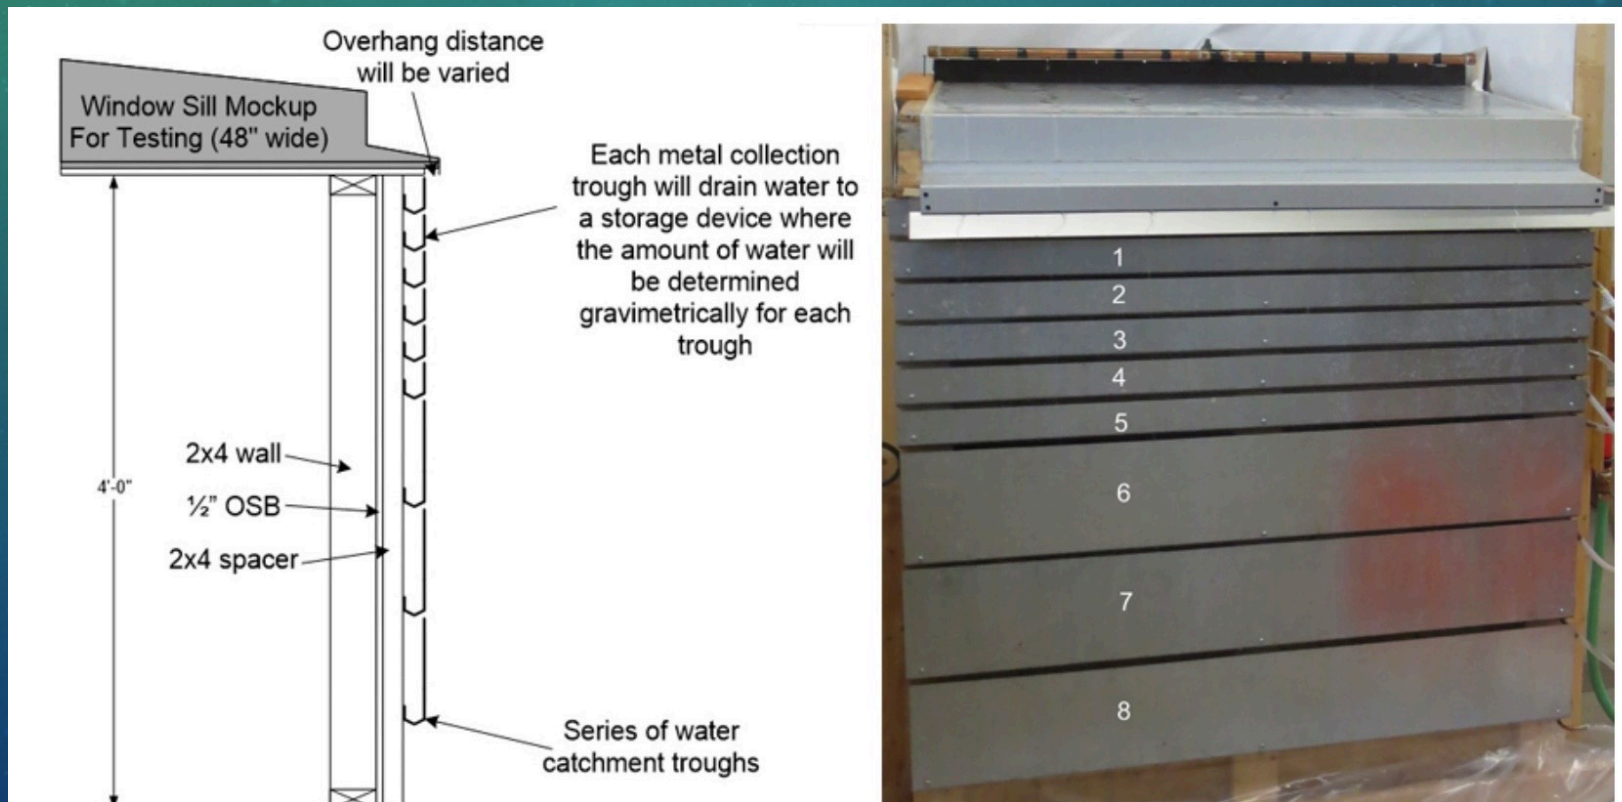 Overhang distance
will be varied
Window Sill Mockup
For Testing (48" wide)
Each metal collection
trough will drain water to
a storage device where
the amount of water will
be determined
gravimetrically for each
trough
2x4 wall
4'-0"
½" OSB
2x4 spacer
Series of water
catchment troughs
1
2
3
4
5
6
7
8